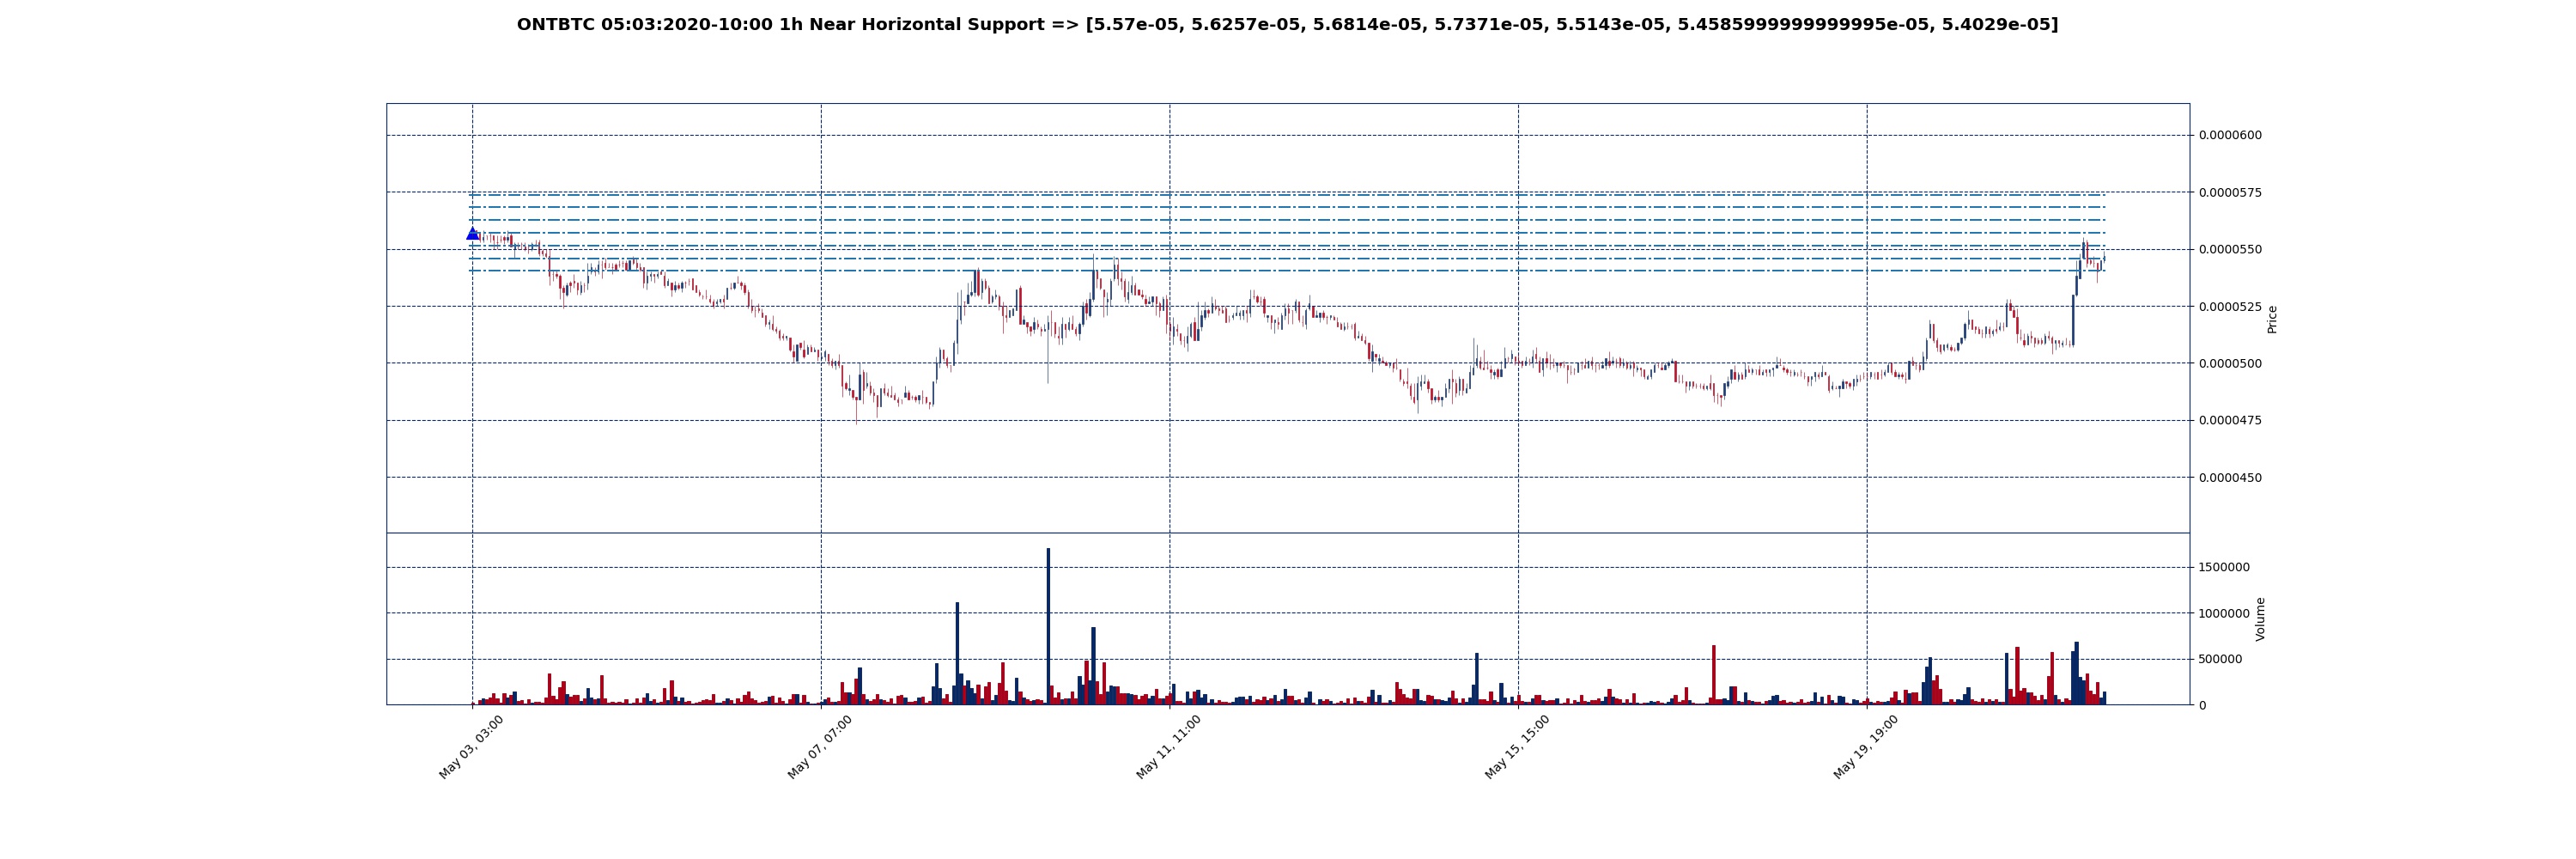 ONTBTC 05:03:2020-10:00 1h Near Horizontal Support => [5.57e-05, 5.6257e-05, 5.6814e-05, 5.7371e-05, 5.5143e-05, 5.4585999999999995e-05, 5.4029e-05]
0.0000600
0.0000575
0.0000550
0.0000525
0.0000500
0.0000475
0.0000450
Price
1500000
1000000
500000
0
Volume
May 03, 03:00
May 07, 07:00
May 11, 11:00
May 15, 15:00
May 19, 19:00